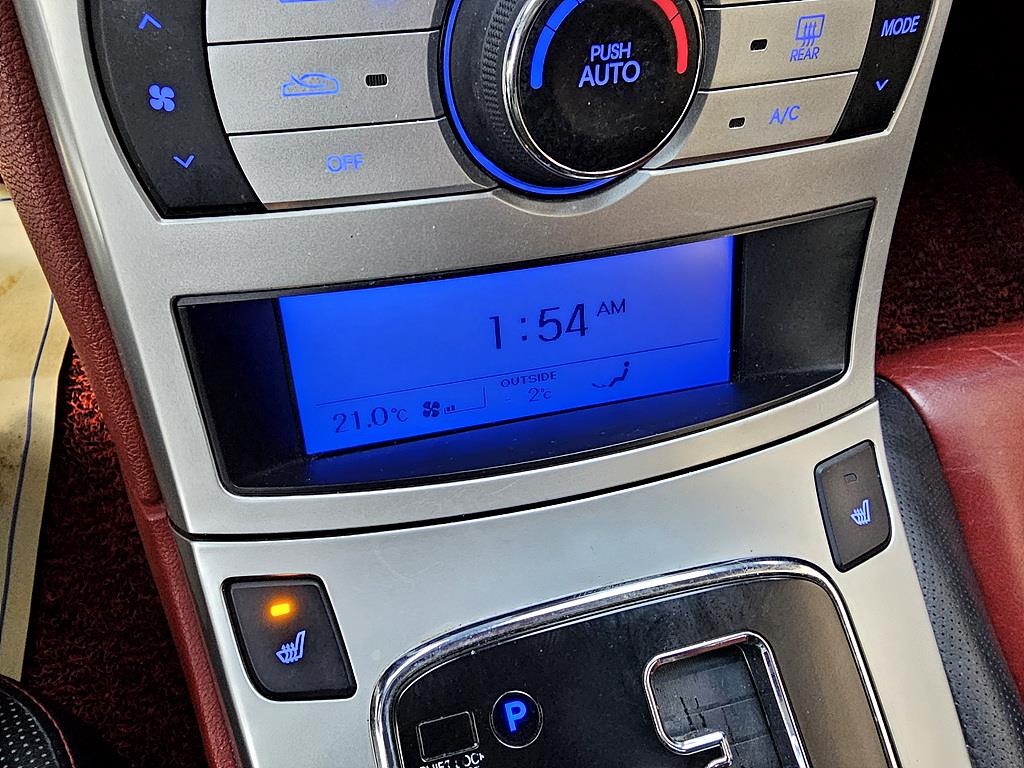 PUSH
AUTO
REAR
MODE
A/C
OFF
1:54 AM
OUTSIDE
21.0°C
- 2°C
P